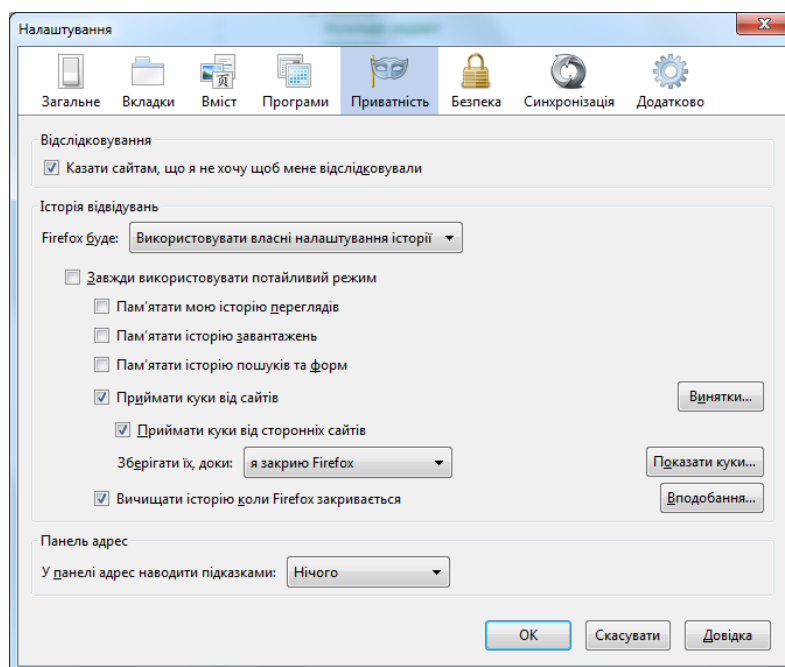 Налаштування
Загальне Вкладки Вміст Програми Приватність Безпека Синхронізація Додатково
Відслідковування
Казати сайтам, що я не хочу щоб мене відслідковували
Історія відвідувань
Firefox буде: Використовувати власні налаштування історії
Завжди використовувати потайливий режим
Пам'ятати мою історію переглядів
Пам'ятати історію завантажень
Пам'ятати історію пошуків та форм
Приймати куки від сайтів Винятки...
Приймати куки від сторонніх сайтів
Зберігати їх, доки: я закрию Firefox Показати куки...
Вичищати історію коли Firefox закривається Вподобання...
Панель адрес
У панелі адрес наводити підказками: Нічого
OK Скасувати Довідка